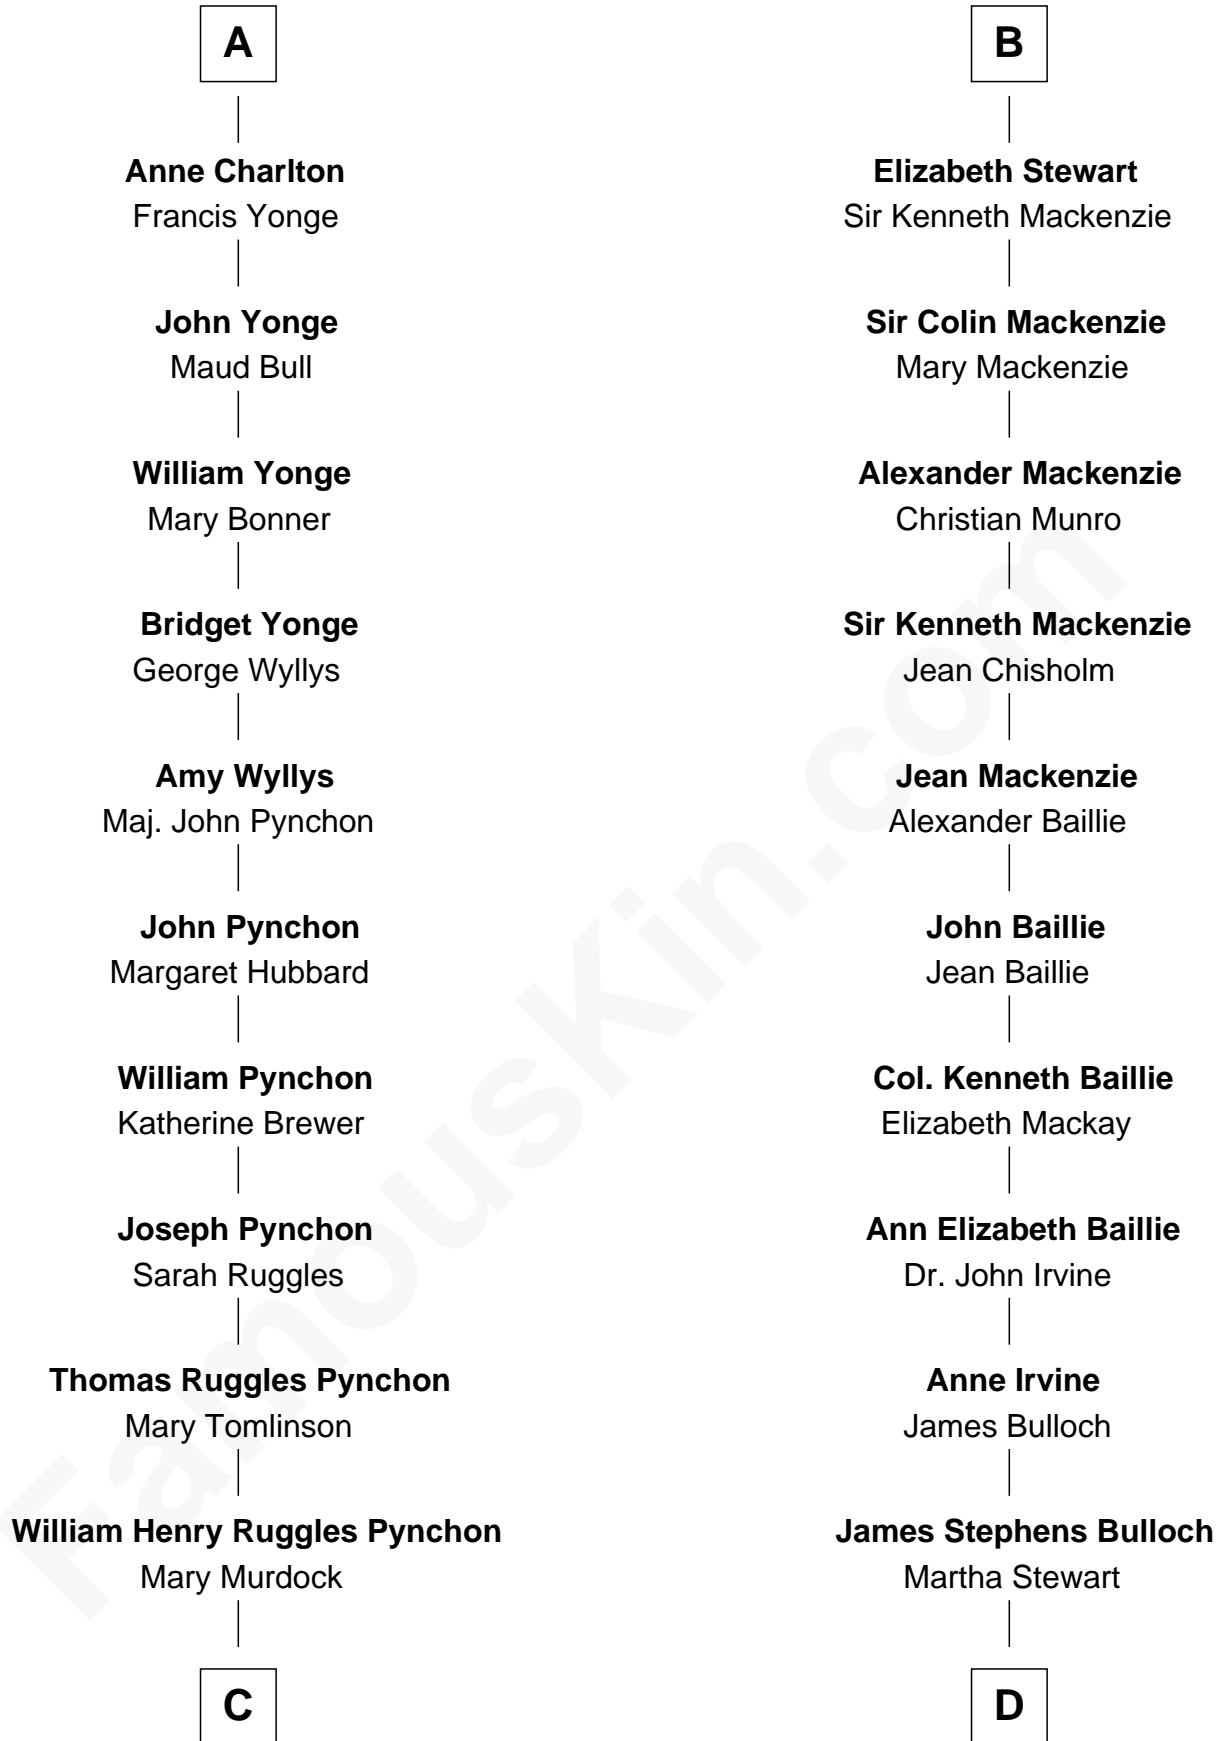 A
Anne Charlton
Francis Yonge
John Yonge
Maud Bull
William Yonge
Mary Bonner
Bridget Yonge
George Wyllys
Amy Wyllys
Maj. John Pynchon
John Pynchon
Margaret Hubbard
William Pynchon
Katherine Brewer
Joseph Pynchon
Sarah Ruggles
Thomas Ruggles Pynchon
Mary Tomlinson
William Henry Ruggles Pynchon
Mary Murdock
C
B
Elizabeth Stewart
Sir Kenneth Mackenzie
Sir Colin Mackenzie
Mary Mackenzie
Alexander Mackenzie
Christian Munro
Sir Kenneth Mackenzie
Jean Chisholm
Jean Mackenzie
Alexander Baillie
John Baillie
Jean Baillie
Col. Kenneth Baillie
Elizabeth Mackay
Ann Elizabeth Baillie
Dr. John Irvine
Anne Irvine
James Bulloch
James Stephens Bulloch
Martha Stewart
D
FamousKin.com